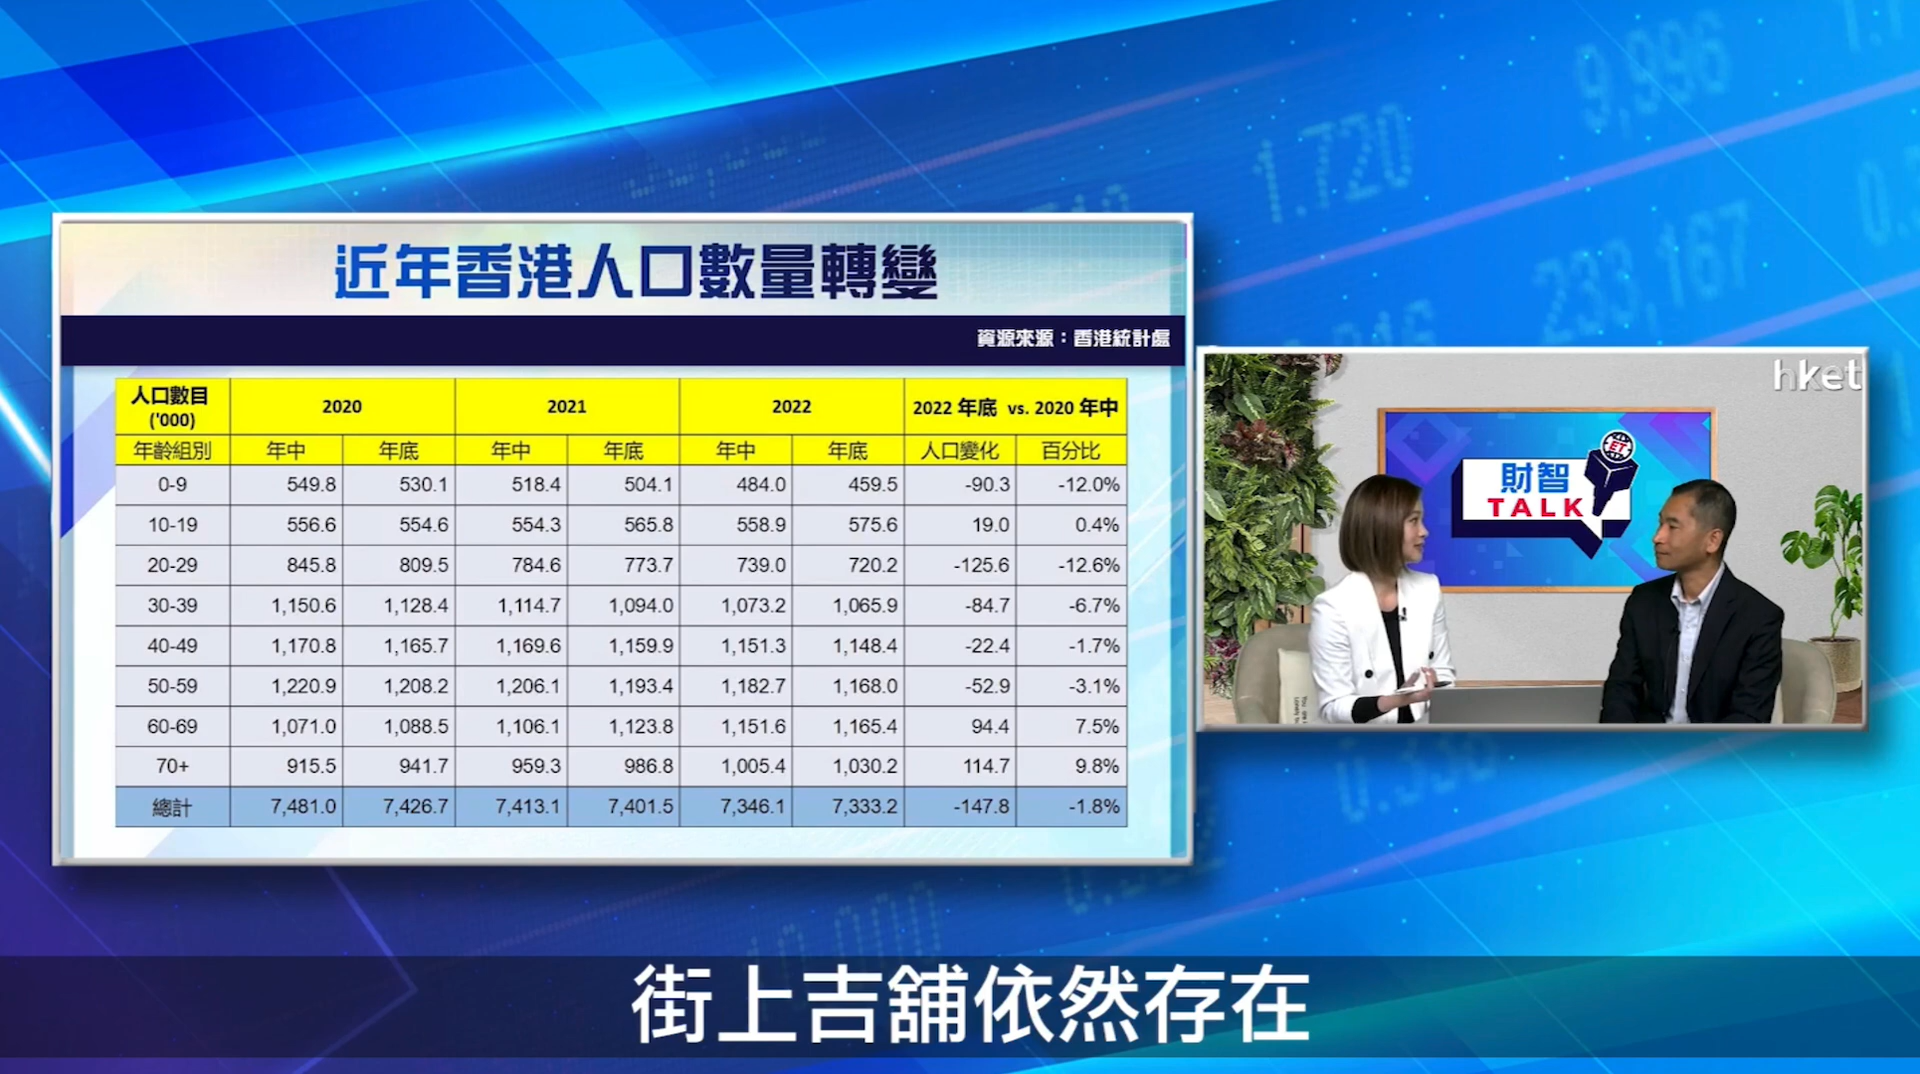 近年香港人口數量轉變
資源來源：香港統計處
人口數目 ('000) 2020 2021 2022 2022 年底 vs. 2020 年中
年齡組別 年中 年底 年中 年底 年中 年底 人口變化 百分比
0-9 549.8 530.1 518.4 504.1 484.0 459.5 -90.3 -12.0%
10-19 556.6 554.6 554.3 565.8 558.9 575.6 19.0 0.4%
20-29 845.8 809.5 784.6 773.7 739.0 720.2 -125.6 -12.6%
30-39 1,150.6 1,128.4 1,114.7 1,094.0 1,073.2 1,065.9 -84.7 -6.7%
40-49 1,170.8 1,165.7 1,169.6 1,159.9 1,151.3 1,148.4 -22.4 -1.7%
50-59 1,220.9 1,208.2 1,206.1 1,193.4 1,182.7 1,168.0 -52.9 -3.1%
60-69 1,071.0 1,088.5 1,106.1 1,123.8 1,151.6 1,165.4 94.4 7.5%
70+ 915.5 941.7 959.3 986.8 1,005.4 1,030.2 114.7 9.8%
總計 7,481.0 7,426.7 7,413.1 7,401.5 7,346.1 7,333.2 -147.8 -1.8%
hket
ET
財智
TALK
9,996
1.720
233,167
街上吉舖依然存在